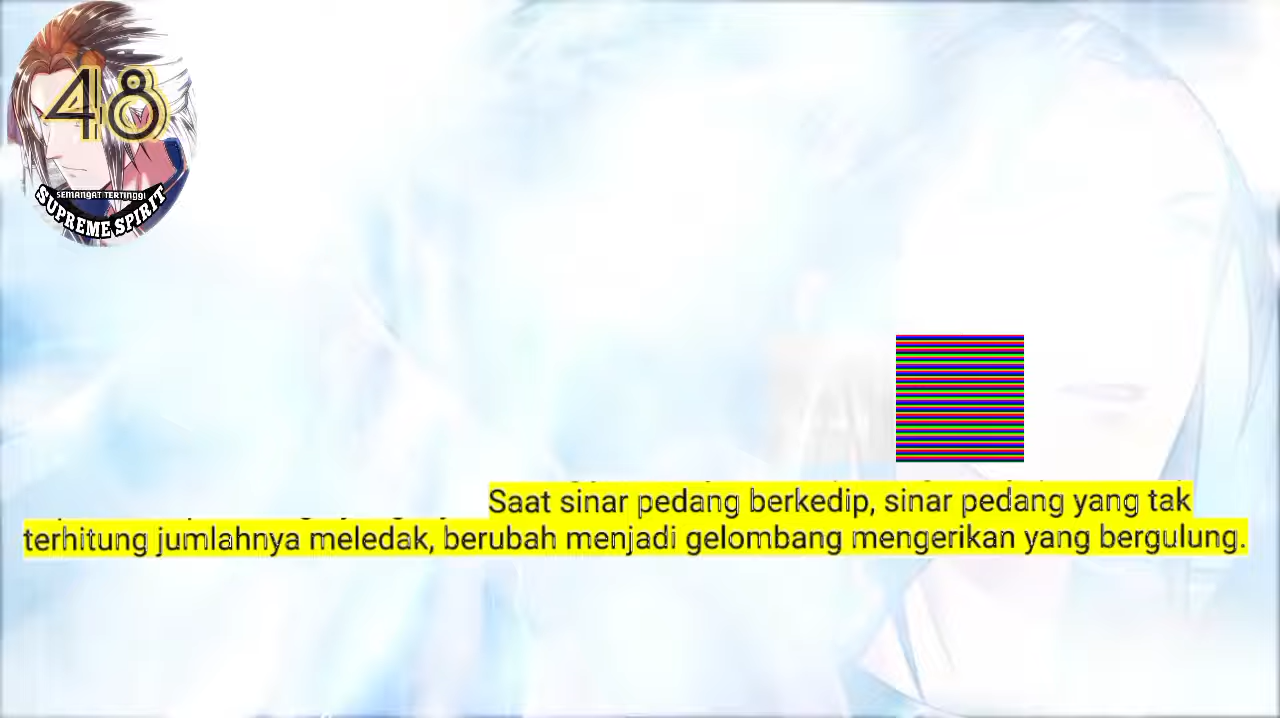 48
SEMANGAT TERTINGGI
SUPREME SPIRIT
Saat sinar pedang berkedip, sinar pedang yang tak
terhitung jumlahnya meledak, berubah menjadi gelombang mengerikan yang bergulung.